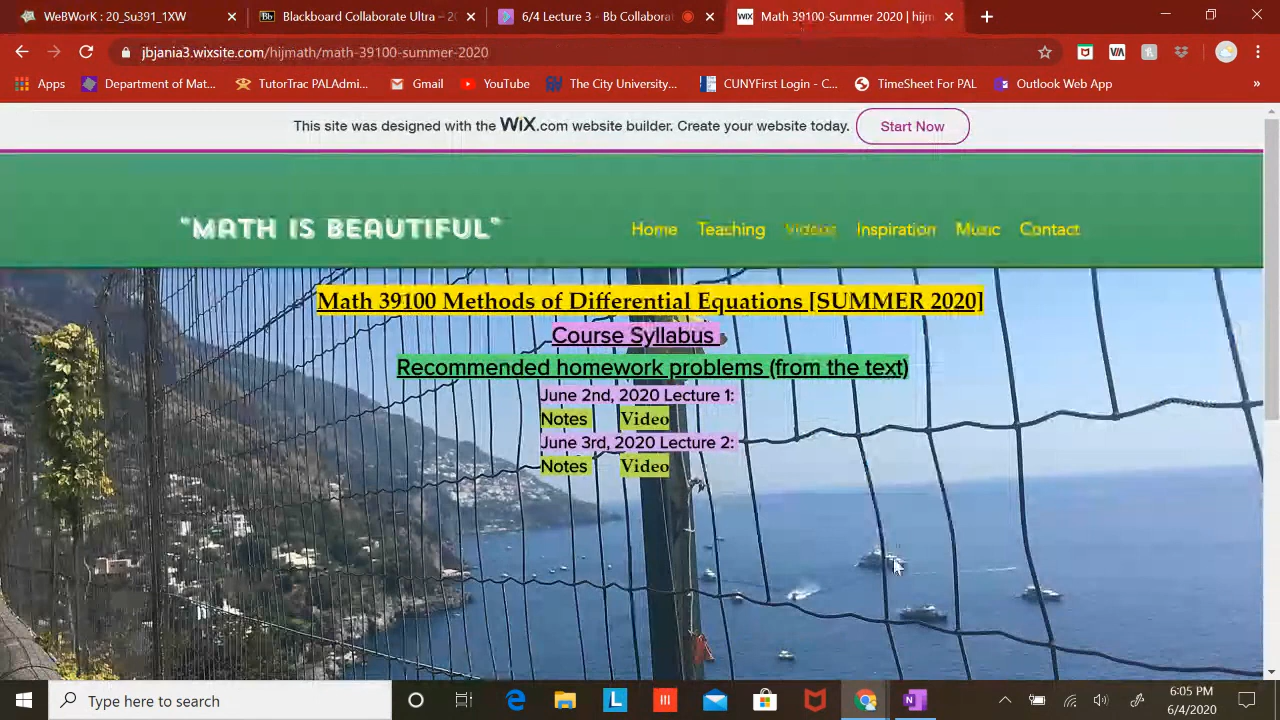 WeBWorK : 20_Su391_1XW
Blackboard Collaborate Ultra – 20
6/4 Lecture 3 - Bb Collaborat
Math 39100-Summer 2020 | hijm
jbjania3.wixsite.com/hijmath/math-39100-summer-2020
Apps
Department of Mat...
TutorTrac PALAdmi...
Gmail
YouTube
The City University...
CUNYFirst Login - C...
TimeSheet For PAL
Outlook Web App
»
This site was designed with the WiX.com website builder. Create your website today.
Start Now
"MATH IS BEAUTIFUL"
Home Teaching Videos Inspiration Music Contact
Math 39100 Methods of Differential Equations [SUMMER 2020]
Course Syllabus
Recommended homework problems (from the text)
June 2nd, 2020 Lecture 1:
Notes Video
June 3rd, 2020 Lecture 2:
Notes Video
Type here to search
6:05 PM
6/4/2020